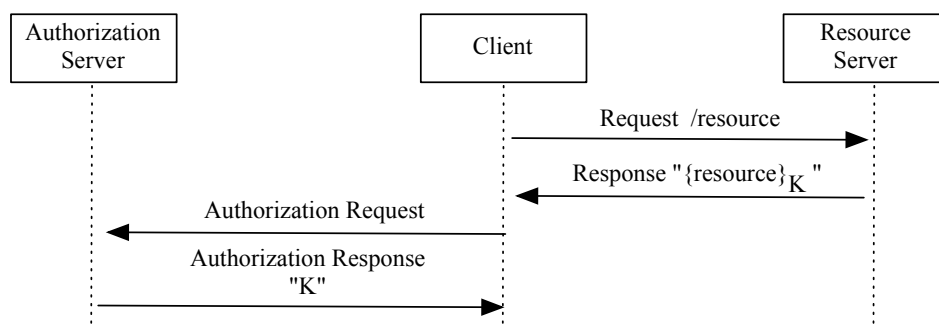 Authorization
Server
Client
Resource
Server
Request /resource
Response "{resource}K "
Authorization Request
Authorization Response
"K"